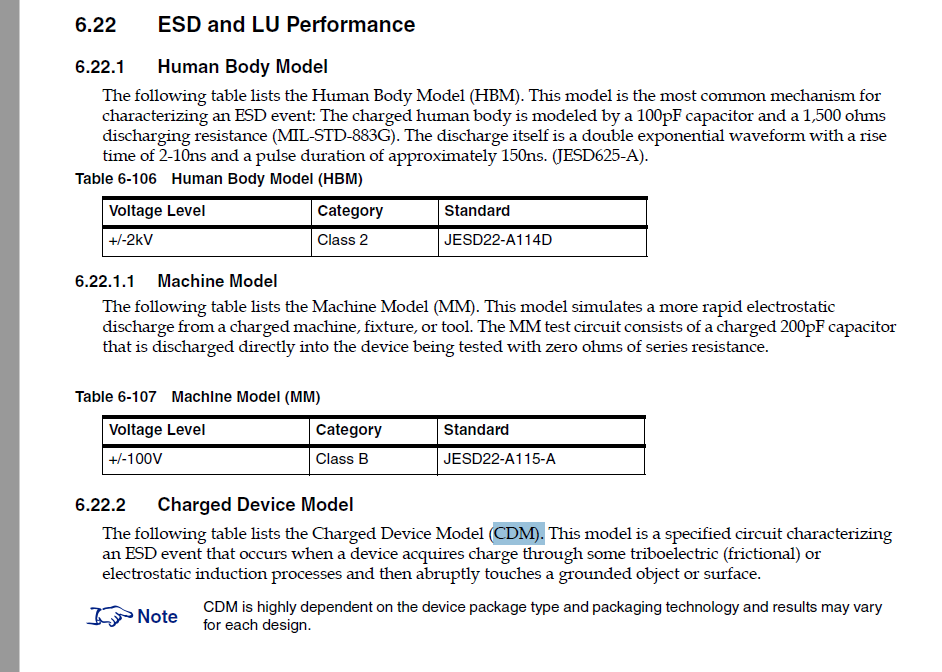 6.22 ESD and LU Performance
6.22.1 Human Body Model
The following table lists the Human Body Model (HBM). This model is the most common mechanism for
characterizing an ESD event: The charged human body is modeled by a 100pF capacitor and a 1,500 ohms
discharging resistance (MIL-STD-883G). The discharge itself is a double exponential waveform with a rise
time of 2-10ns and a pulse duration of approximately 150ns. (JESD625-A).
Table 6-106 Human Body Model (HBM)
Voltage Level Category Standard
+/-2kV Class 2 JESD22-A114D
6.22.1.1 Machine Model
The following table lists the Machine Model (MM). This model simulates a more rapid electrostatic
discharge from a charged machine, fixture, or tool. The MM test circuit consists of a charged 200pF capacitor
that is discharged directly into the device being tested with zero ohms of series resistance.
Table 6-107 Machine Model (MM)
Voltage Level Category Standard
+/-100V Class B JESD22-A115-A
6.22.2 Charged Device Model
The following table lists the Charged Device Model (CDM). This model is a specified circuit characterizing
an ESD event that occurs when a device acquires charge through some triboelectric (frictional) or
electrostatic induction processes and then abruptly touches a grounded object or surface.
Note CDM is highly dependent on the device package type and packaging technology and results may vary
for each design.